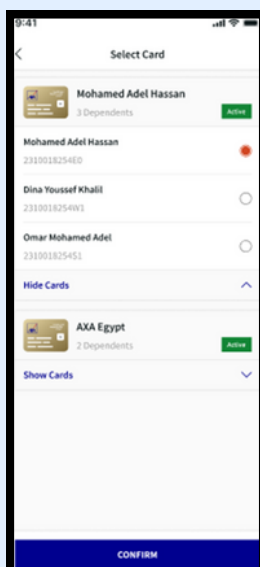 9:41
Select Card
Mohamed Adel Hassan
3 Dependents
Active
Mohamed Adel Hassan
2310018254E0
Dina Youssef Khalil
2310018254W1
Omar Mohamed Adel
2310018254S1
Hide Cards
AXA Egypt
2 Dependents
Active
Show Cards
CONFIRM